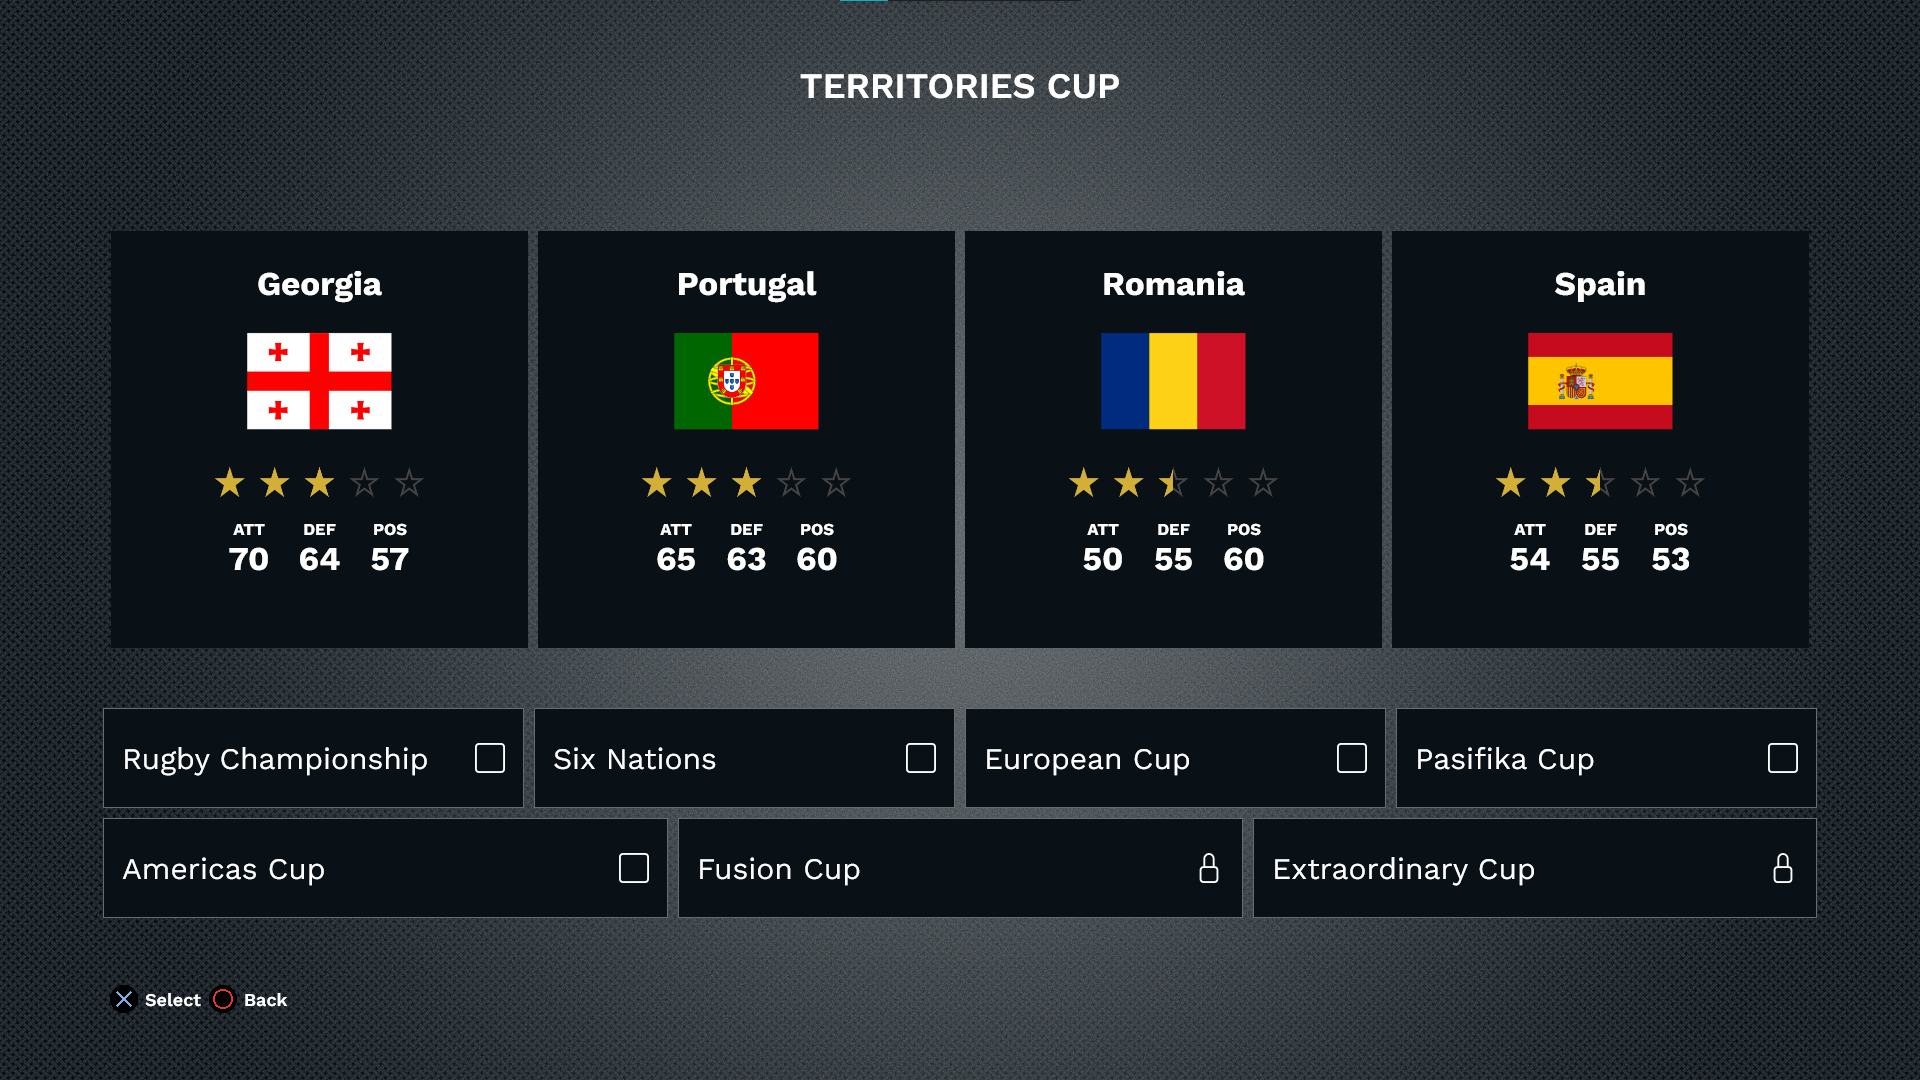 TERRITORIES CUP
Georgia
ATT DEF POS
70 64 57
Portugal
ATT DEF POS
65 63 60
Romania
ATT DEF POS
50 55 60
Spain
ATT DEF POS
54 55 53
Rugby Championship
Six Nations
European Cup
Pasifika Cup
Americas Cup
Fusion Cup
Extraordinary Cup
Select Back